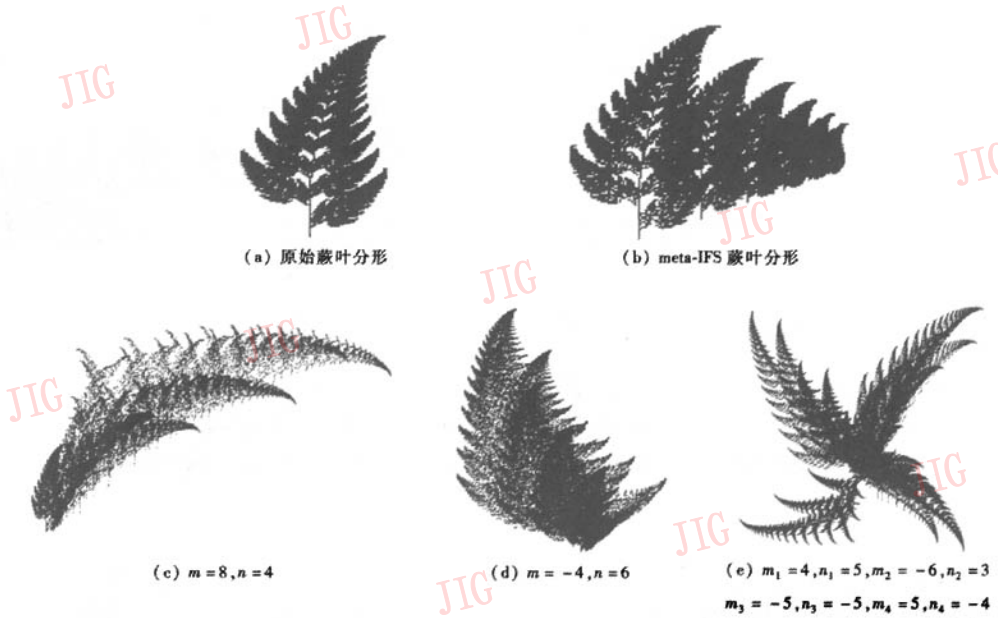 JIG
JIG
JIG
JIG
(a) 原始蕨叶分形
(b) meta-IFS 蕨叶分形
JIG
JIG
JIG
(c) m=8,n=4
(d) m= -4,n=6
(e) m₁=4,n₁=5,m₂= -6,n₂=3
m₃= -5,n₃= -5,m₄=5,n₄= -4
JIG
JIG
JIG